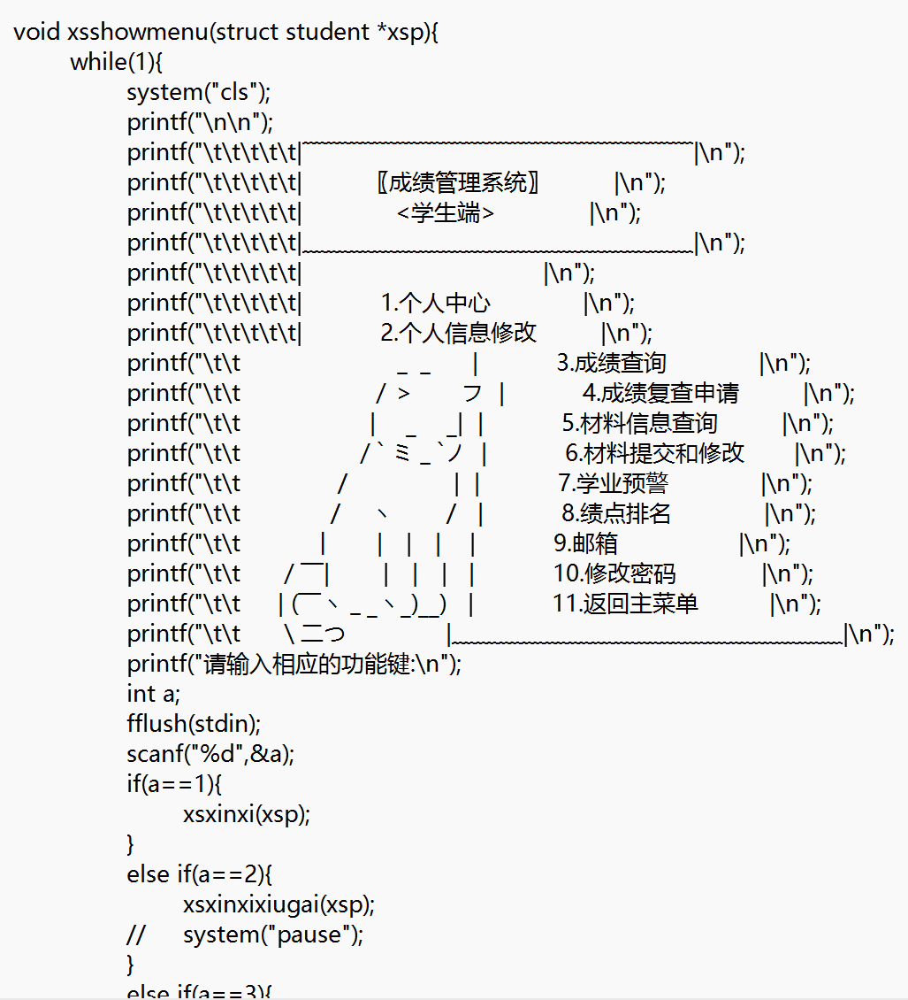 void xsshowmenu(struct student *xsp){
while(1){
system("cls");
printf("\n\n");
printf("\t\t\t\t\t|﹋﹋﹋﹋﹋﹋﹋﹋﹋﹋﹋﹋﹋﹋﹋﹋﹋|\n");
printf("\t\t\t\t\t|            〖成绩管理系统〗            |\n");
printf("\t\t\t\t\t|               <学生端>               |\n");
printf("\t\t\t\t\t|﹏﹏﹏﹏﹏﹏﹏﹏﹏﹏﹏﹏﹏﹏﹏﹏﹏|\n");
printf("\t\t\t\t\t|                                      |\n");
printf("\t\t\t\t\t|            1.个人中心               |\n");
printf("\t\t\t\t\t|            2.个人信息修改          |\n");
printf("\t\t                         _  _       |            3.成绩查询               |\n");
printf("\t\t                      /  >        フ  |            4.成绩复查申请          |\n");
printf("\t\t                     |     _     _|  |            5.材料信息查询          |\n");
printf("\t\t                   / ` ミ _ `ノ   |            6.材料提交和修改        |\n");
printf("\t\t                /                 |  |            7.学业预警               |\n");
printf("\t\t               /     ヽ         /   |            8.绩点排名               |\n");
printf("\t\t             |        |    |    |     |            9.邮箱                   |\n");
printf("\t\t       / ￣|        |    |    |    |            10.修改密码              |\n");
printf("\t\t      | (￣ヽ _ _ヽ_)__)   |            11.返回主菜单           |\n");
printf("\t\t       \ 二つ                |﹏﹏﹏﹏﹏﹏﹏﹏﹏﹏﹏﹏﹏﹏﹏﹏﹏|\n");
printf("请输入相应的功能键:\n");
int a;
fflush(stdin);
scanf("%d",&a);
if(a==1){
xsxinxi(xsp);
}
else if(a==2){
xsxinxixiugai(xsp);
//      system("pause");
}
else if(a==3){